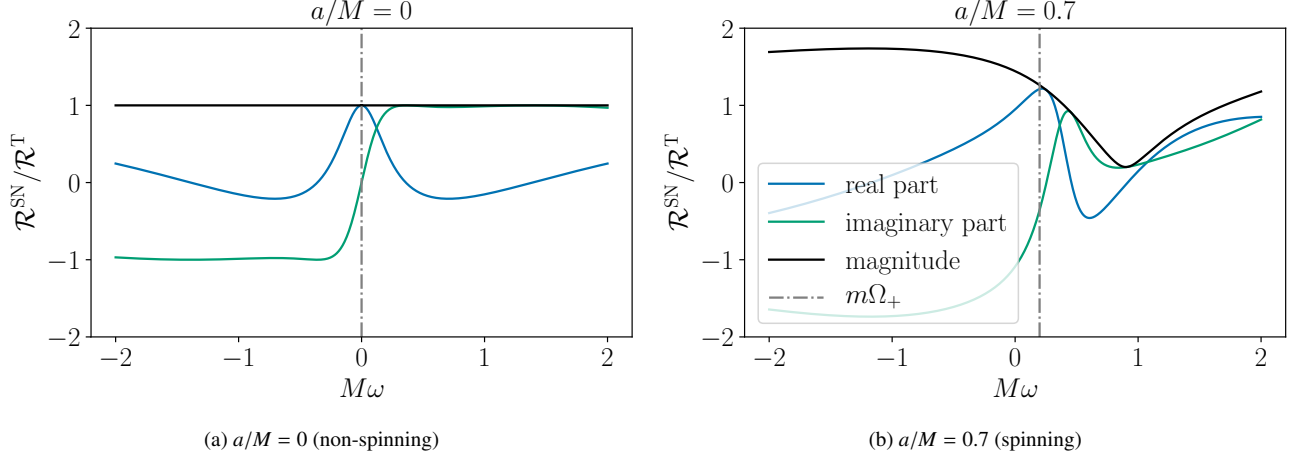 a/M = 0
2
1
0
−1
−2
−2
−1
0
1
2
R^SN/R^T
Mω
(a) a/M = 0 (non-spinning)
a/M = 0.7
2
1
0
−1
−2
−2
−1
0
1
2
R^SN/R^T
Mω
real part
imaginary part
magnitude
mΩ₊
(b) a/M = 0.7 (spinning)